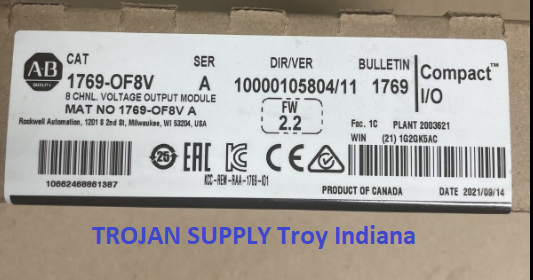 A-B
CAT SER DIR/VER BULLETIN
1769-OF8V A 10000105804/11 1769 Compact™ I/O
8 CHNL. VOLTAGE OUTPUT MODULE
MAT NO 1769-OF8V A
FW
2.2
Rockwell Automation, 1201 S 2nd St, Milwaukee, WI 53204, USA
Fac. 1C PLANT 2003621
WIN (21) 1G2GK5AC
25 EAC CE
KCC-REM-RAA-1769-IO1
10662468861387
PRODUCT OF CANADA DATE 2021/09/14
TROJAN SUPPLY Troy Indiana